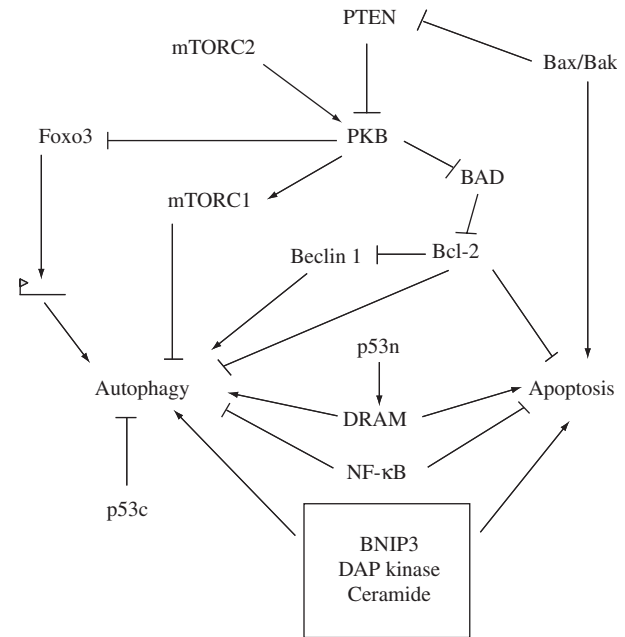 PTEN
mTORC2
Bax/Bak
Foxo3
PKB
BAD
mTORC1
Beclin 1
Bcl-2
p53n
Autophagy
Apoptosis
DRAM
NF-κB
p53c
BNIP3
DAP kinase
Ceramide